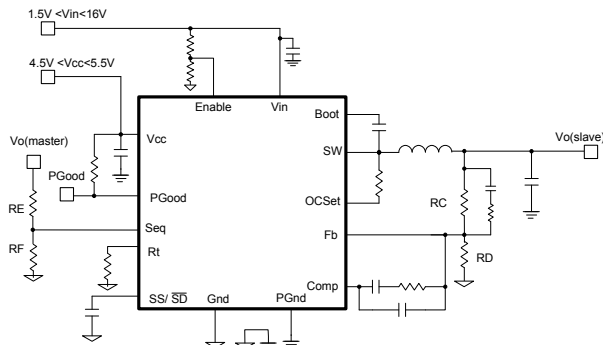 1.5V <Vin<16V
4.5V <Vcc<5.5V
Enable
Vin
Boot
Vo(master)
Vcc
SW
Vo(slave)
PGood
PGood
OCSet
RC
RE
Seq
Fb
RF
Rt
RD
Comp
SS/ SD
Gnd
PGnd